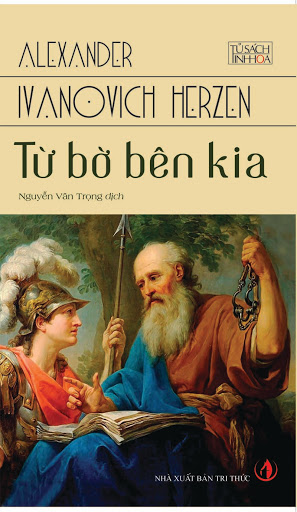 ALEXANDER
TỦ SÁCH
TINH HOA
IVANOVICH HERZEN
Từ bờ bên kia
Nguyễn Văn Trọng dịch
NHÀ XUẤT BẢN TRI THỨC